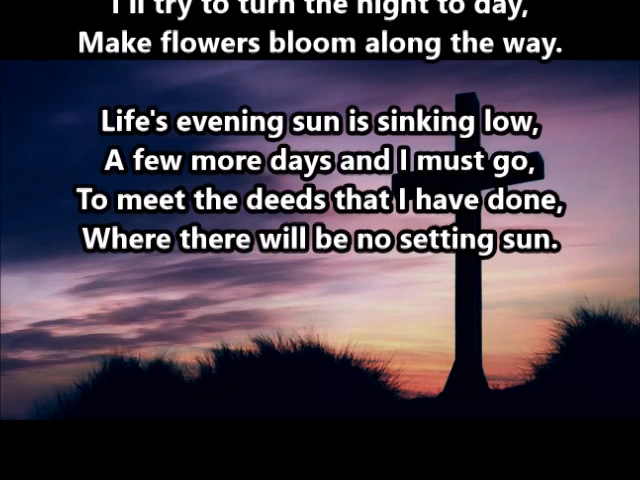 I'll try to turn the night to day,
Make flowers bloom along the way.
Life's evening sun is sinking low,
A few more days and I must go,
To meet the deeds that I have done,
Where there will be no setting sun.